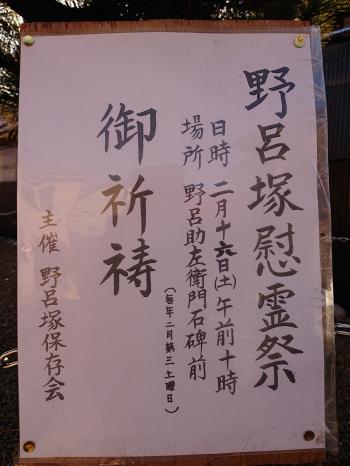 野呂塚慰霊祭
日時 二月十六日(土)午前十時
場所 野呂助左衛門石碑前
(毎年二月第三土曜日)
御祈祷
主催 野呂塚保存会